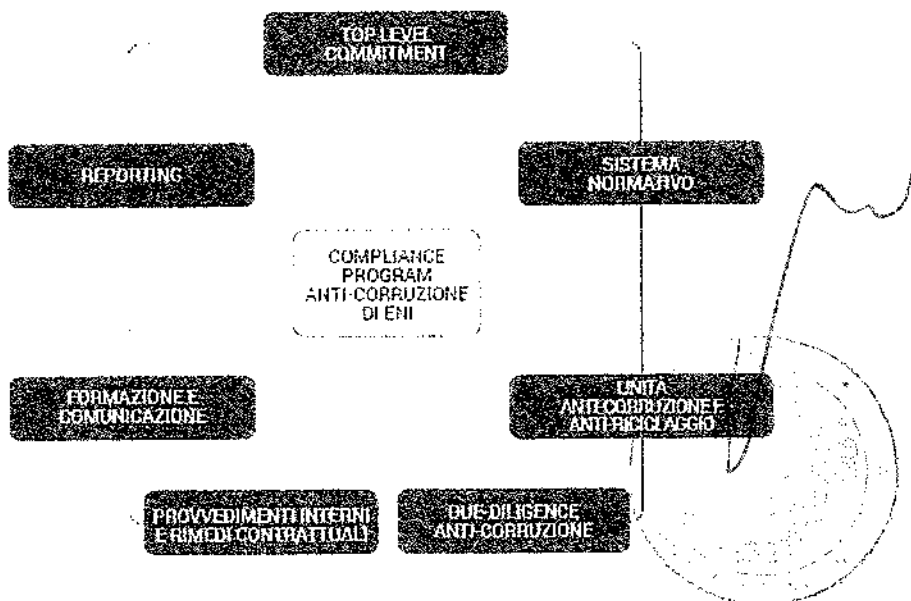 TOP LEVEL
COMMITMENT
REPORTING
SISTEMA
NORMATIVO
COMPLIANCE
PROGRAM
ANTI-CORRUZIONE
DI ENI
FORMAZIONE E
COMUNICAZIONE
UNITÀ
ANTI-CORRUZIONE E
ANTI-RICICLAGGIO
PROVVEDIMENTI INTERNI
E RIMEDI CONTRATTUALI
DUE-DILIGENCE
ANTI-CORRUZIONE